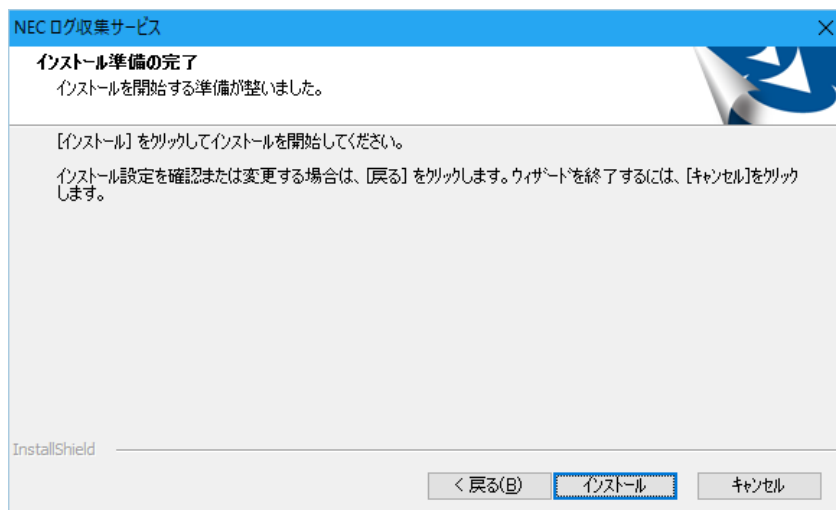 NEC ログ収集サービス
インストール準備の完了
インストールを開始する準備が整いました。
[インストール] をクリックしてインストールを開始してください。
インストール設定を確認または変更する場合は、[戻る] をクリックします。ウィザードを終了するには、[キャンセル]をクリック
します。
InstallShield
< 戻る(B)
インストール
キャンセル